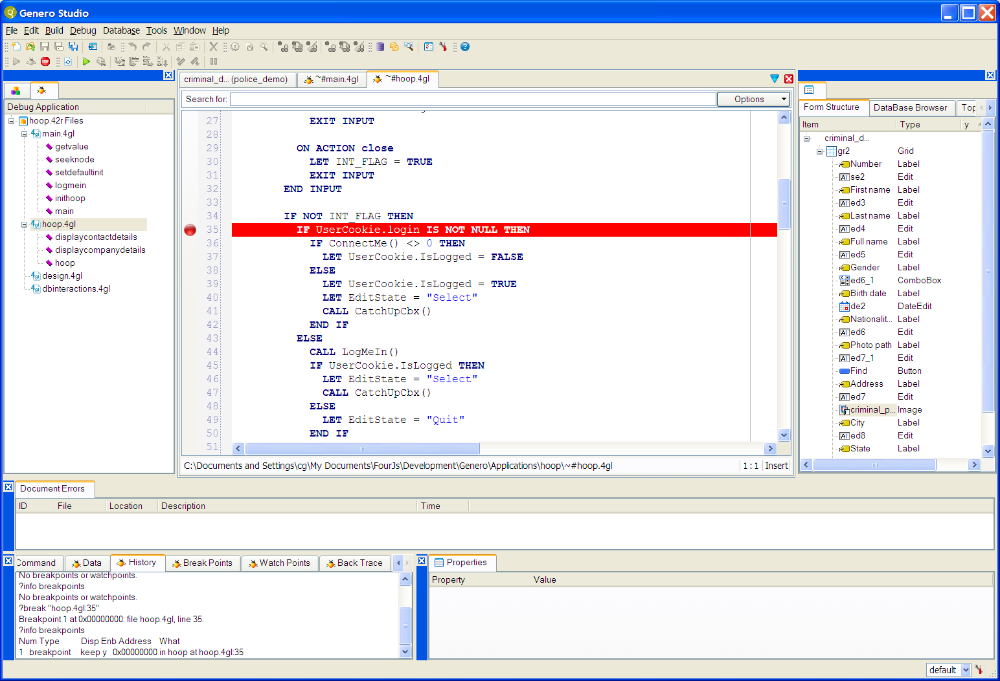 Genero Studio
File Edit Build Debug Database Tools Window Help
Debug Application
hoop.42r Files
main.4gl
getvalue
seeknode
setdefaultinit
logmein
inithoop
main
hoop.4gl
displaycontactdetails
displaycompanydetails
hoop
design.4gl
dbinteractions.4gl
criminal_d... (police_demo) ~#main.4gl ~#hoop.4gl
Search for: Options
27 EXIT INPUT
28
29 ON ACTION close
30 LET INT_FLAG = TRUE
31 EXIT INPUT
32 END INPUT
33
34 IF NOT INT_FLAG THEN
35 IF UserCookie.login IS NOT NULL THEN
36 IF ConnectMe() <> 0 THEN
37 LET UserCookie.IsLogged = FALSE
38 ELSE
39 LET UserCookie.IsLogged = TRUE
40 LET EditState = "Select"
41 CALL CatchUpCbx()
42 END IF
43 ELSE
44 CALL LogMeIn()
45 IF UserCookie.IsLogged THEN
46 LET EditState = "Select"
47 CALL CatchUpCbx()
48 ELSE
49 LET EditState = "Quit"
50 END IF
51
C:\Documents and Settings\cg\My Documents\FourJs\Development\Genero\Applications\hoop\~#hoop.4gl 1 : 1 Insert
Form Structure DataBase Browser Top
Item Type y
criminal_d...
gr2 Grid
Number Label
se2 Edit
First name Label
ed3 Edit
Last name Label
ed4 Edit
Full name Label
ed5 Edit
Gender Label
ed6_1 ComboBox
Birth date Label
de2 DateEdit
Nationalit... Label
ed6 Edit
Photo path Label
ed7_1 Edit
Find Button
Address Label
ed7 Edit
criminal_p... Image
City Label
ed8 Edit
State Label
Document Errors
ID File Location Description Time
Command Data History Break Points Watch Points Back Trace
No breakpoints or watchpoints.
?info breakpoints
No breakpoints or watchpoints.
?break "hoop.4gl:35"
Breakpoint 1 at 0x00000000: file hoop.4gl, line 35.
?info breakpoints
Num Type Disp Enb Address What
1 breakpoint keep y 0x00000000 in hoop at hoop.4gl:35
Properties
Property Value
default